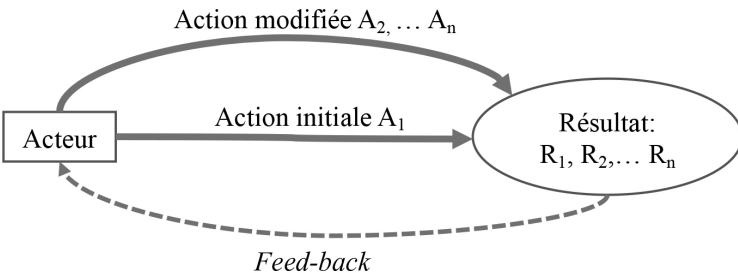 Action modifiée A2, … An
Action initiale A1
Acteur
Résultat:
R1, R2,… Rn
Feed-back